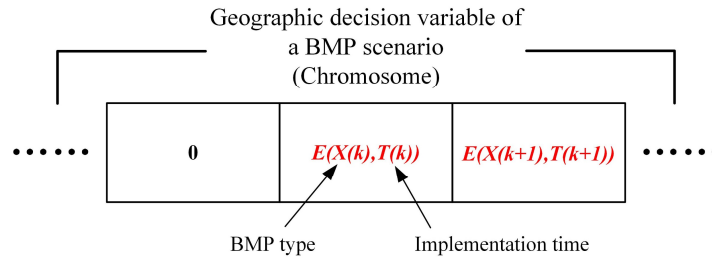 Geographic decision variable of
a BMP scenario
(Chromosome)
...... 0 E(X(k),T(k)) E(X(k+1),T(k+1)) ......
BMP type Implementation time